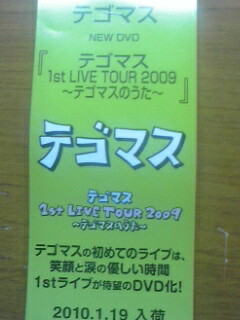 テゴマス
NEW DVD
『テゴマス
1st LIVE TOUR 2009
~テゴマスのうた~』
テゴマス
テゴマス
1st LIVE TOUR 2009
~テゴマスのうた~
テゴマスの初めてのライブは、
笑顔と涙の優しい時間
1stライブが待望のDVD化!
2010.1.19 入荷